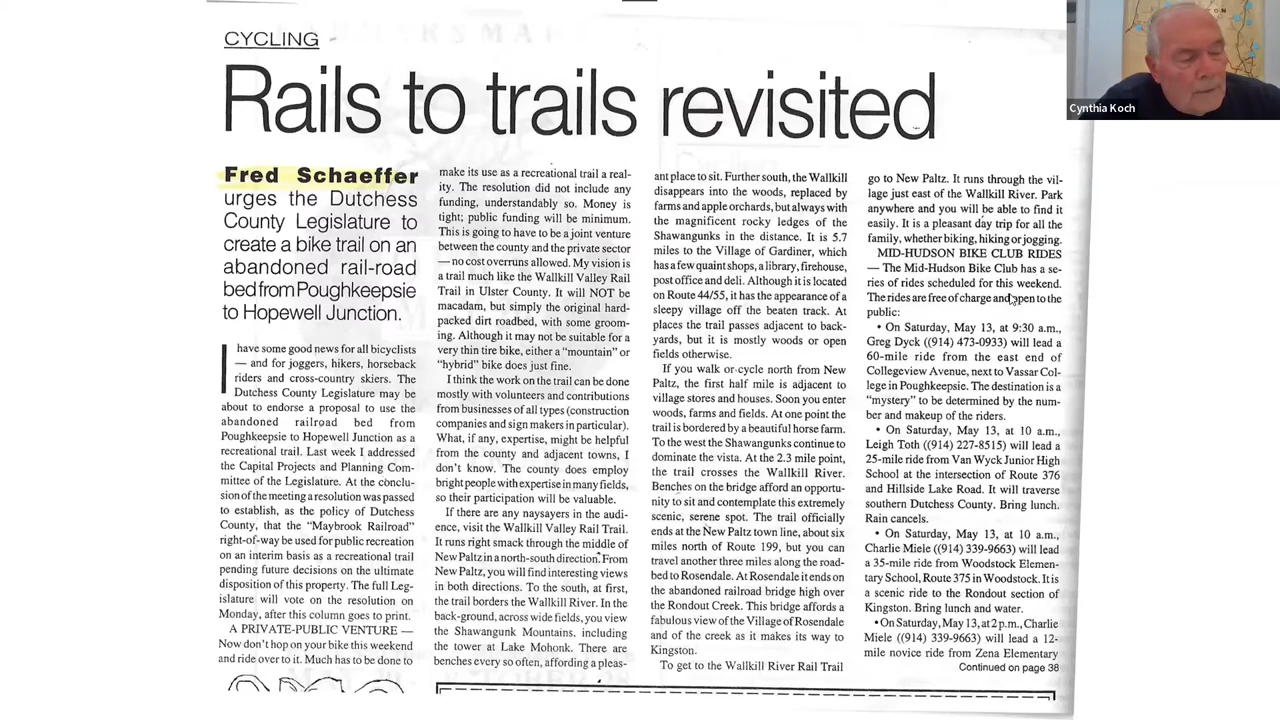 CYCLING
Rails to trails revisited
Fred Schaeffer
urges the Dutchess
County Legislature to
create a bike trail on an
abandoned rail-road
bed from Poughkeepsie
to Hopewell Junction.
I have some good news for all bicyclists
— and for joggers, hikers, horseback
riders and cross-country skiers. The
Dutchess County Legislature may be
about to endorse a proposal to use the
abandoned railroad bed from
Poughkeepsie to Hopewell Junction as a
recreational trail. Last week I addressed
the Capital Projects and Planning Com-
mittee of the Legislature. At the conclu-
sion of the meeting a resolution was passed
to establish, as the policy of Dutchess
County, that the “Maybrook Railroad”
right-of-way be used for public recreation
on an interim basis as a recreational trail
pending future decisions on the ultimate
disposition of this property. The full Leg-
islature will vote on the resolution on
Monday, after this column goes to print.
A PRIVATE-PUBLIC VENTURE —
Now don't hop on your bike this weekend
and ride over to it. Much has to be done to
make its use as a recreational trail a real-
ity. The resolution did not include any
funding, understandably so. Money is
tight; public funding will be minimum.
This is going to have to be a joint venture
between the county and the private sector
— no cost overruns allowed. My vision is
a trail much like the Wallkill Valley Rail
Trail in Ulster County. It will NOT be
macadam, but simply the original hard-
packed dirt roadbed, with some groom-
ing. Although it may not be suitable for a
very thin tire bike, either a “mountain” or
“hybrid” bike does just fine.
I think the work on the trail can be done
mostly with volunteers and contributions
from businesses of all types (construction
companies and sign makers in particular).
What, if any, expertise, might be helpful
from the county and adjacent towns, I
don't know. The county does employ
bright people with expertise in many fields,
so their participation will be valuable.
If there are any naysayers in the audi-
ence, visit the Wallkill Valley Rail Trail.
It runs right smack through the middle of
New Paltz in a north-south direction. From
New Paltz, you will find interesting views
in both directions. To the south, at first,
the trail borders the Wallkill River. In the
back-ground, across wide fields, you view
the Shawangunk Mountains, including
the tower at Lake Mohonk. There are
benches every so often, affording a pleas-
ant place to sit. Further south, the Wallkill
disappears into the woods, replaced by
farms and apple orchards, but always with
the magnificent rocky ledges of the
Shawangunks in the distance. It is 5.7
miles to the Village of Gardiner, which
has a few quaint shops, a library, firehouse,
post office and deli. Although it is located
on Route 44/55, it has the appearance of a
sleepy village off the beaten track. At
places the trail passes adjacent to back-
yards, but it is mostly woods or open
fields otherwise.
If you walk or cycle north from New
Paltz, the first half mile is adjacent to
village stores and houses. Soon you enter
woods, farms and fields. At one point the
trail is bordered by a beautiful horse farm.
To the west the Shawangunks continue to
dominate the vista. At the 2.3 mile point,
the trail crosses the Wallkill River.
Benches on the bridge afford an opportu-
nity to sit and contemplate this extremely
scenic, serene spot. The trail officially
ends at the New Paltz town line, about six
miles north of Route 199, but you can
travel another three miles along the road-
bed to Rosendale. At Rosendale it ends on
the abandoned railroad bridge high over
the Rondout Creek. This bridge affords a
fabulous view of the Village of Rosendale
and of the creek as it makes its way to
Kingston.
To get to the Wallkill River Rail Trail
go to New Paltz. It runs through the vil-
lage just east of the Wallkill River. Park
anywhere and you will be able to find it
easily. It is a pleasant day trip for all the
family, whether biking, hiking or jogging.
MID-HUDSON BIKE CLUB RIDES
— The Mid-Hudson Bike Club has a se-
ries of rides scheduled for this weekend.
The rides are free of charge and open to the
public:
• On Saturday, May 13, at 9:30 a.m.,
Greg Dyck ((914) 473-0933) will lead a
60-mile ride from the east end of
Collegeview Avenue, next to Vassar Col-
lege in Poughkeepsie. The destination is a
“mystery” to be determined by the num-
ber and makeup of the riders.
• On Saturday, May 13, at 10 a.m.,
Leigh Toth ((914) 227-8515) will lead a
25-mile ride from Van Wyck Junior High
School at the intersection of Route 376
and Hillside Lake Road. It will traverse
southern Dutchess County. Bring lunch.
Rain cancels.
• On Saturday, May 13, at 10 a.m.,
Charlie Miele ((914) 339-9663) will lead
a 35-mile ride from Woodstock Elemen-
tary School, Route 375 in Woodstock. It is
a scenic ride to the Rondout section of
Kingston. Bring lunch and water.
• On Saturday, May 13, at 2 p.m., Charlie
Miele ((914) 339-9663) will lead a 12-
mile novice ride from Zena Elementary
Continued on page 38
Cynthia Koch